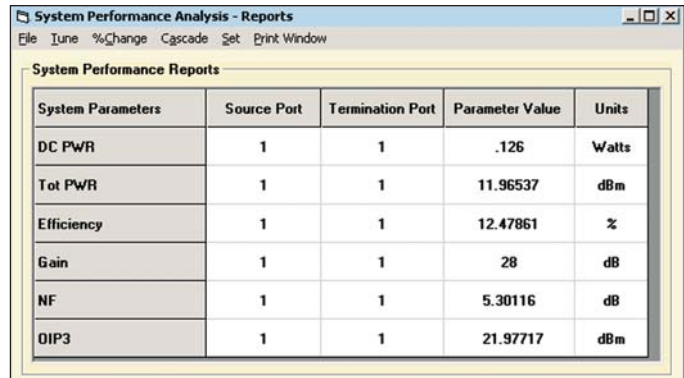 System Performance Analysis - Reports
File Tune %Change Cascade Set Print Window
System Performance Reports
System Parameters Source Port Termination Port Parameter Value Units
DC PWR 1 1 .126 Watts
Tot PWR 1 1 11.96537 dBm
Efficiency 1 1 12.47861 %
Gain 1 1 28 dB
NF 1 1 5.30116 dB
OIP3 1 1 21.97717 dBm